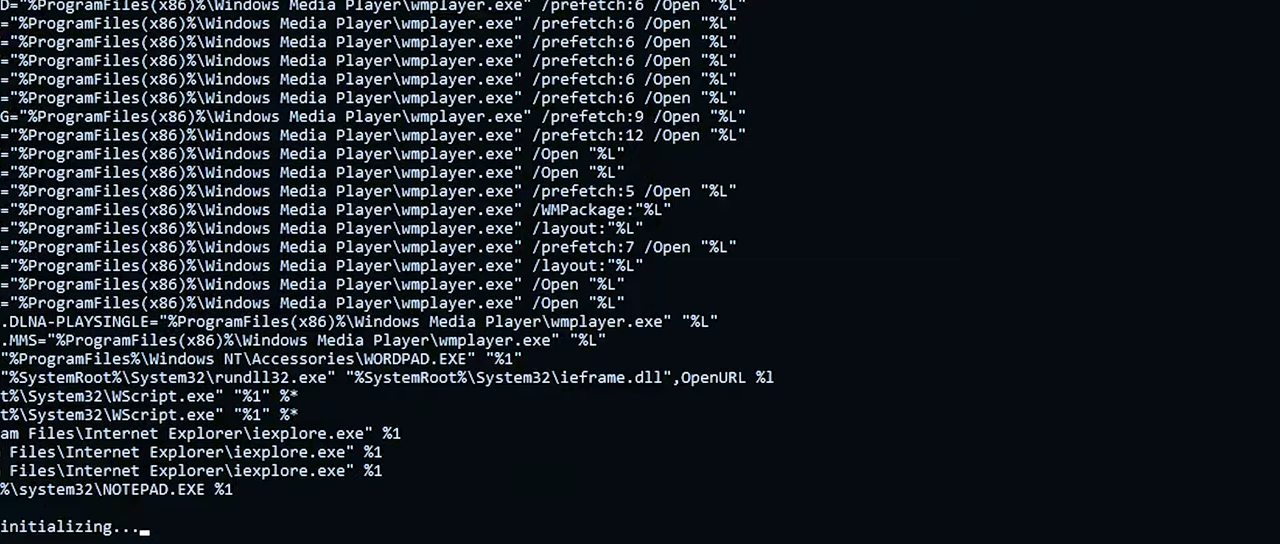 D="%ProgramFiles(x86)%\Windows Media Player\wmplayer.exe" /prefetch:6 /Open "%L"
="%ProgramFiles(x86)%\Windows Media Player\wmplayer.exe" /prefetch:6 /Open "%L"
="%ProgramFiles(x86)%\Windows Media Player\wmplayer.exe" /prefetch:6 /Open "%L"
="%ProgramFiles(x86)%\Windows Media Player\wmplayer.exe" /prefetch:6 /Open "%L"
="%ProgramFiles(x86)%\Windows Media Player\wmplayer.exe" /prefetch:6 /Open "%L"
="%ProgramFiles(x86)%\Windows Media Player\wmplayer.exe" /prefetch:6 /Open "%L"
G="%ProgramFiles(x86)%\Windows Media Player\wmplayer.exe" /prefetch:9 /Open "%L"
="%ProgramFiles(x86)%\Windows Media Player\wmplayer.exe" /prefetch:12 /Open "%L"
="%ProgramFiles(x86)%\Windows Media Player\wmplayer.exe" /Open "%L"
="%ProgramFiles(x86)%\Windows Media Player\wmplayer.exe" /Open "%L"
="%ProgramFiles(x86)%\Windows Media Player\wmplayer.exe" /prefetch:5 /Open "%L"
="%ProgramFiles(x86)%\Windows Media Player\wmplayer.exe" /WMPackage:"%L"
="%ProgramFiles(x86)%\Windows Media Player\wmplayer.exe" /layout:"%L"
="%ProgramFiles(x86)%\Windows Media Player\wmplayer.exe" /prefetch:7 /Open "%L"
="%ProgramFiles(x86)%\Windows Media Player\wmplayer.exe" /layout:"%L"
="%ProgramFiles(x86)%\Windows Media Player\wmplayer.exe" /Open "%L"
="%ProgramFiles(x86)%\Windows Media Player\wmplayer.exe" /Open "%L"
.DLNA-PLAYSINGLE="%ProgramFiles(x86)%\Windows Media Player\wmplayer.exe" "%L"
.MMS="%ProgramFiles(x86)%\Windows Media Player\wmplayer.exe" "%L"
"%ProgramFiles%\Windows NT\Accessories\WORDPAD.EXE" "%1"
"%SystemRoot%\System32\rundll32.exe" "%SystemRoot%\System32\ieframe.dll",OpenURL %l
t%\System32\WScript.exe" "%1" %*
t%\System32\WScript.exe" "%1" %*
am Files\Internet Explorer\iexplore.exe" %1
Files\Internet Explorer\iexplore.exe" %1
Files\Internet Explorer\iexplore.exe" %1
%\system32\NOTEPAD.EXE %1
initializing..._